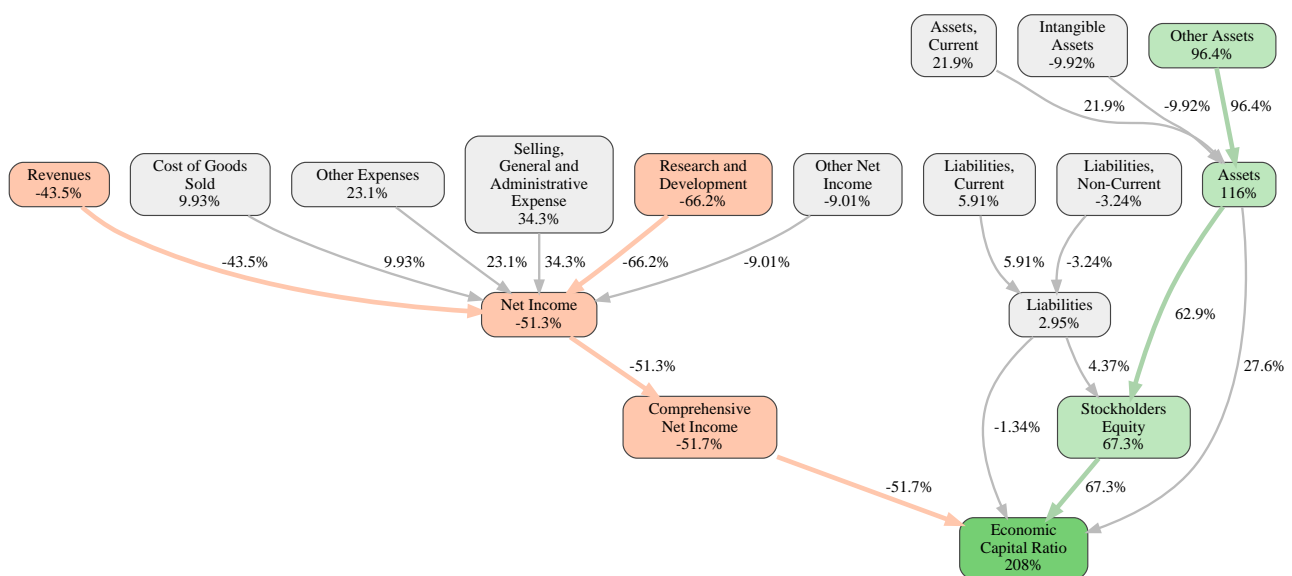 Assets,
Current
21.9%
Intangible
Assets
-9.92%
Other Assets
96.4%
21.9%
-9.92%
96.4%
Revenues
-43.5%
Cost of Goods
Sold
9.93%
Other Expenses
23.1%
Selling,
General and
Administrative
Expense
34.3%
Research and
Development
-66.2%
Other Net
Income
-9.01%
Liabilities,
Current
5.91%
Liabilities,
Non-Current
-3.24%
Assets
116%
-43.5%
9.93%
23.1%
34.3%
-66.2%
-9.01%
5.91%
-3.24%
Net Income
-51.3%
Liabilities
2.95%
62.9%
-51.3%
4.37%
27.6%
Comprehensive
Net Income
-51.7%
-1.34%
Stockholders
Equity
67.3%
-51.7%
67.3%
Economic
Capital Ratio
208%